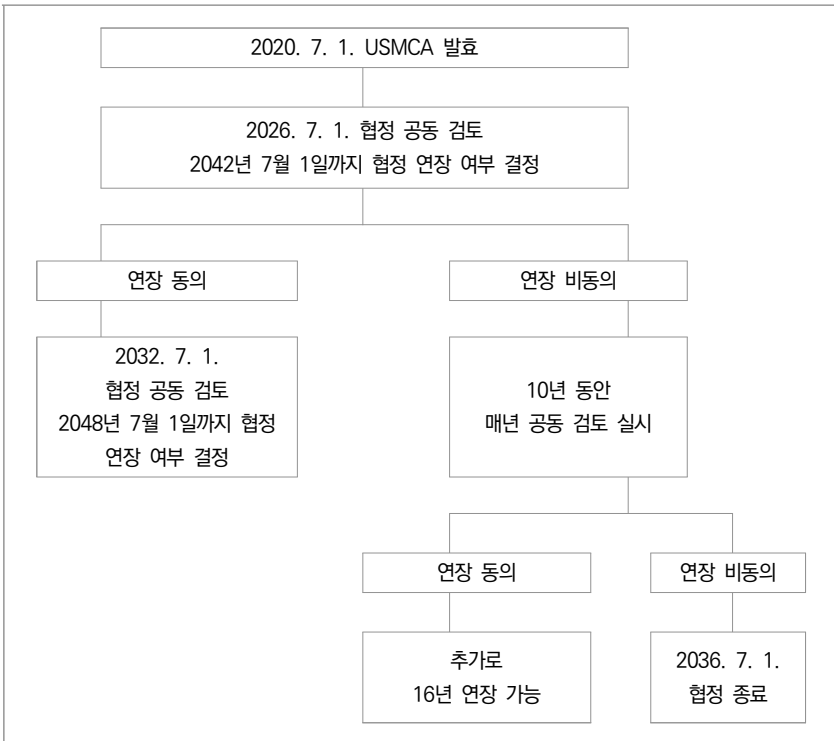 2020. 7. 1. USMCA 발효
2026. 7. 1. 협정 공동 검토
2042년 7월 1일까지 협정 연장 여부 결정
연장 동의
연장 비동의
2032. 7. 1.
협정 공동 검토
2048년 7월 1일까지 협정
연장 여부 결정
10년 동안
매년 공동 검토 실시
연장 동의
연장 비동의
추가로
16년 연장 가능
2036. 7. 1.
협정 종료